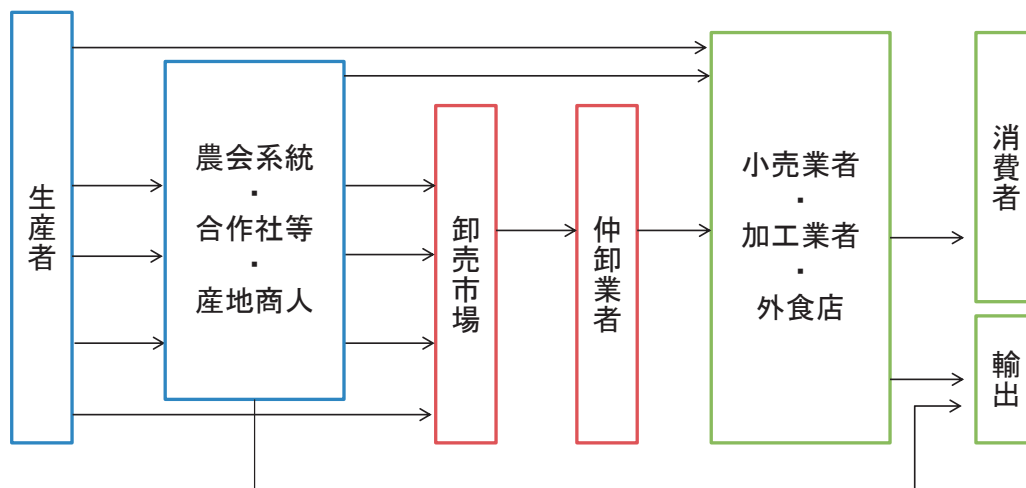 生産者
農会系統
・
合作社等
・
産地商人
卸売市場
仲卸業者
小売業者
・
加工業者
・
外食店
消費者
輸出